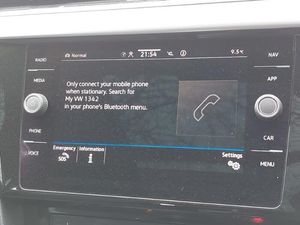 RADIO
MEDIA
PHONE
VOICE
Normal
21:54
9.5°C
Only connect your mobile phone
when stationary. Search for
My VW 1342
in your phone's Bluetooth menu.
Emergency
SOS
Information
Settings
NAV
APP
CAR
MENU